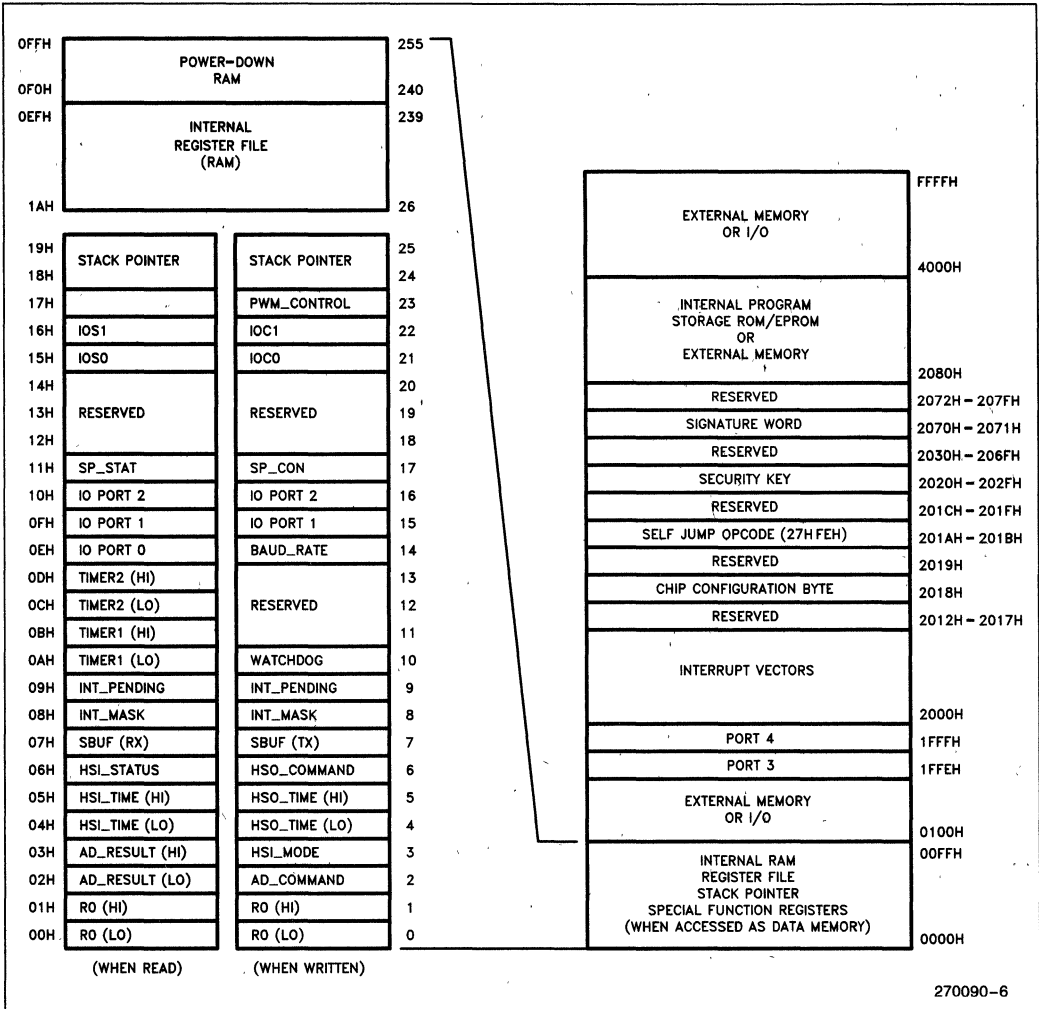 0FFH 255
POWER-DOWN
RAM
0F0H 240
0EFH 239
INTERNAL
REGISTER FILE
(RAM)
1AH 26
19H 25
STACK POINTER STACK POINTER
18H 24
17H PWM_CONTROL 23
16H IOS1 IOC1 22
15H IOS0 IOC0 21
14H 20
13H RESERVED RESERVED 19
12H 18
11H SP_STAT SP_CON 17
10H IO PORT 2 IO PORT 2 16
0FH IO PORT 1 IO PORT 1 15
0EH IO PORT 0 BAUD_RATE 14
0DH TIMER2 (HI) 13
0CH TIMER2 (LO) RESERVED 12
0BH TIMER1 (HI) 11
0AH TIMER1 (LO) WATCHDOG 10
09H INT_PENDING INT_PENDING 9
08H INT_MASK INT_MASK 8
07H SBUF (RX) SBUF (TX) 7
06H HSI_STATUS HSO_COMMAND 6
05H HSI_TIME (HI) HSO_TIME (HI) 5
04H HSI_TIME (LO) HSO_TIME (LO) 4
03H AD_RESULT (HI) HSI_MODE 3
02H AD_RESULT (LO) AD_COMMAND 2
01H R0 (HI) R0 (HI) 1
00H R0 (LO) R0 (LO) 0
(WHEN READ) (WHEN WRITTEN)
FFFFH
EXTERNAL MEMORY
OR I/O
4000H
INTERNAL PROGRAM
STORAGE ROM/EPROM
OR
EXTERNAL MEMORY
2080H
RESERVED 2072H - 207FH
SIGNATURE WORD 2070H - 2071H
RESERVED 2030H - 206FH
SECURITY KEY 2020H - 202FH
RESERVED 201CH - 201FH
SELF JUMP OPCODE (27H FEH) 201AH - 201BH
RESERVED 2019H
CHIP CONFIGURATION BYTE 2018H
RESERVED 2012H - 2017H
INTERRUPT VECTORS
2000H
PORT 4 1FFFH
PORT 3 1FFEH
EXTERNAL MEMORY
OR I/O
0100H
00FFH
INTERNAL RAM
REGISTER FILE
STACK POINTER
SPECIAL FUNCTION REGISTERS
(WHEN ACCESSED AS DATA MEMORY)
0000H
270090-6